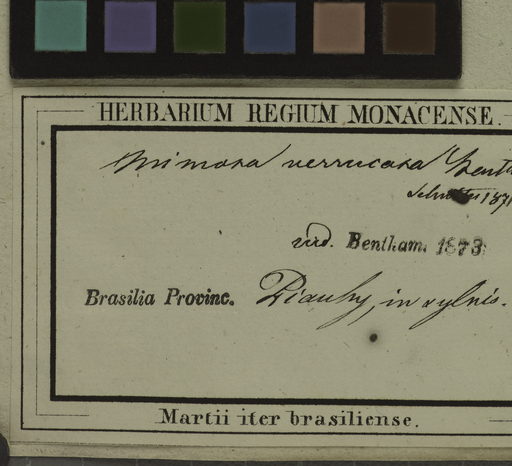 HERBARIUM REGIUM MONACENSE.
Mimosa verrucosa Benth
vid. Bentham. 1873
Brasilia Provinc. Piauhy, in sylvis.
Martii iter brasiliense.